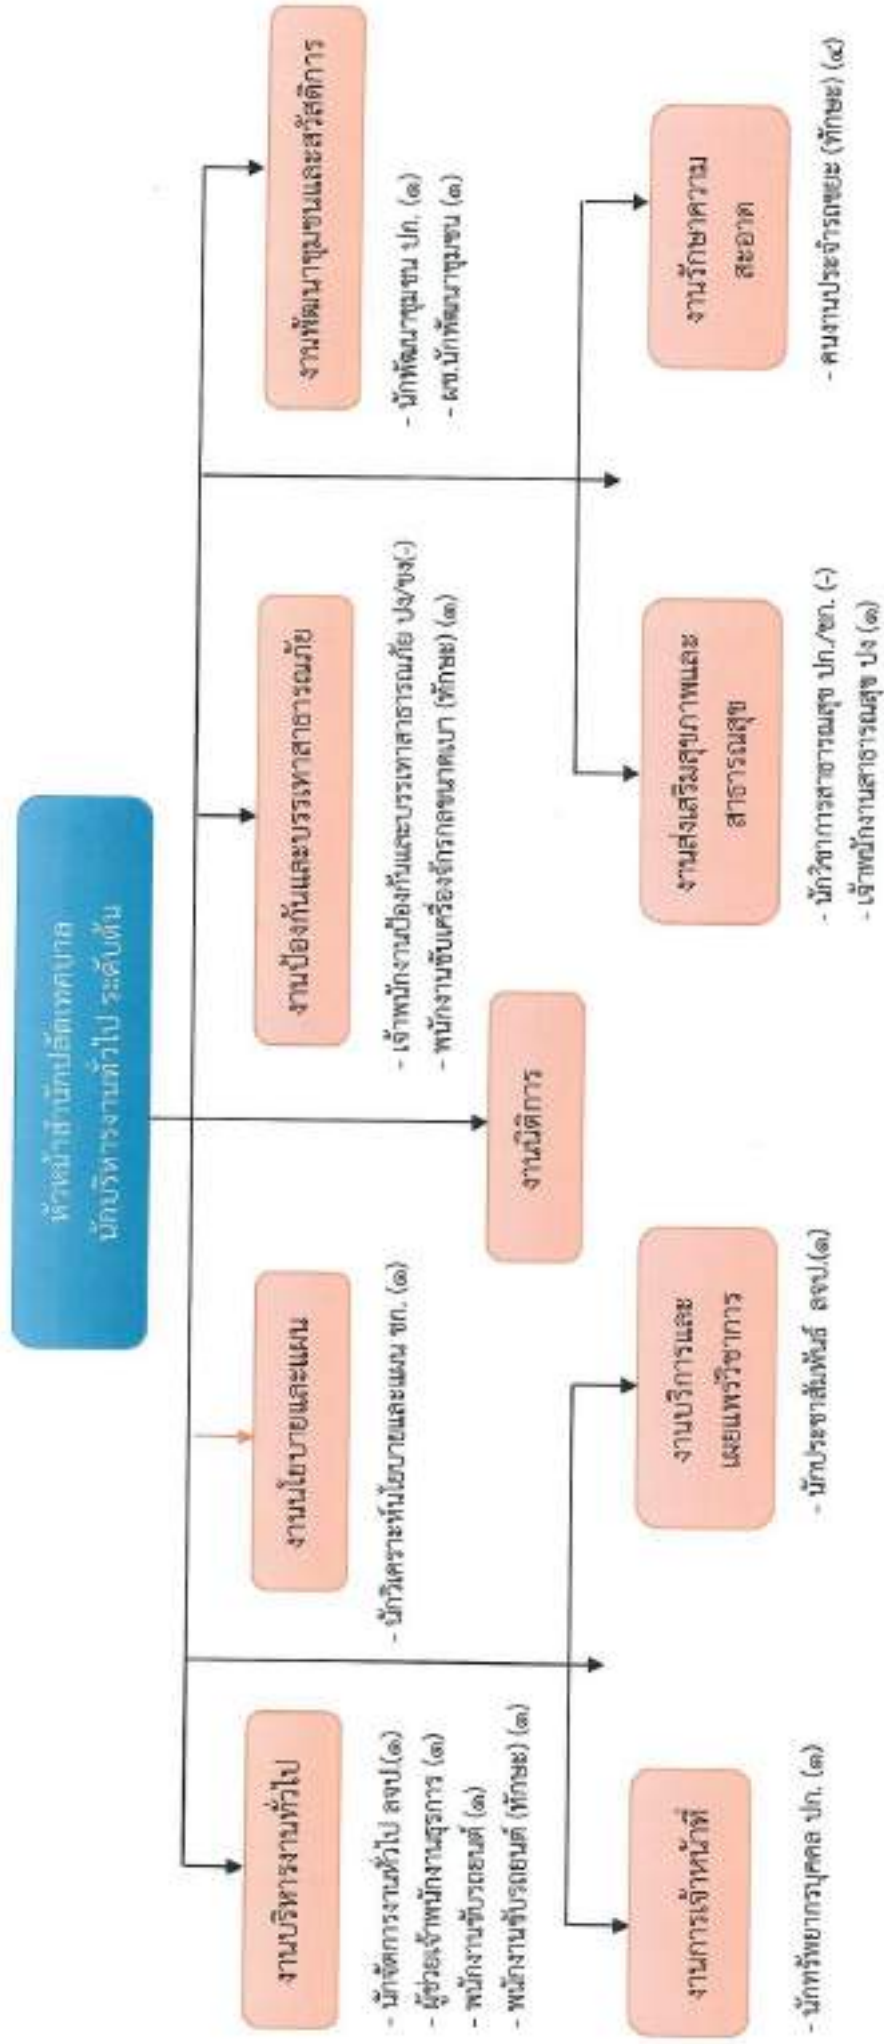 หัวหน้าสำนักปลัดเทศบาล
นักบริหารงานทั่วไป ระดับต้น
งานบริหารงานทั่วไป
- นักจัดการงานทั่วไป ลจป.(๑)
- ผู้ช่วยเจ้าพนักงานธุรการ (๑)
- พนักงานขับรถยนต์ (๑)
- พนักงานขับรถยนต์ (ทักษะ) (๑)
งานนโยบายและแผน
- นักวิเคราะห์นโยบายและแผน ชก. (๑)
งานนิติการ
งานป้องกันและบรรเทาสาธารณภัย
- เจ้าพนักงานป้องกันและบรรเทาสาธารณภัย ปง/ชง(-)
- พนักงานขับเครื่องจักรกลขนาดเบา (ทักษะ) (๑)
งานพัฒนาชุมชนและสวัสดิการ
- นักพัฒนาชุมชน ปก. (๑)
- ผช.นักพัฒนาชุมชน (๑)
งานการเจ้าหน้าที่
- นักทรัพยากรบุคคล ปก. (๑)
งานบริการและ
เผยแพร่วิชาการ
- นักประชาสัมพันธ์ ลจป.(๑)
งานส่งเสริมสุขภาพและ
สาธารณสุข
- นักวิชาการสาธารณสุข ปก./ชก. (-)
- เจ้าพนักงานสาธารณสุข ปง (๑)
งานรักษาความ
สะอาด
- คนงานประจำรถขยะ (ทักษะ) (๔)